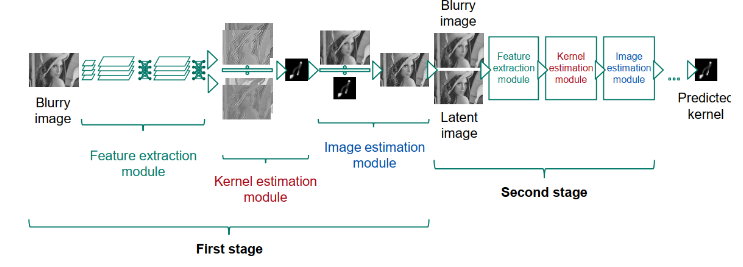 Blurry
image
Blurry
image
Feature extraction
module
Kernel estimation
module
Image estimation
module
First stage
Latent
image
Feature
extraction
module
Kernel
estimation
module
Image
estimation
module
Predicted
kernel
Second stage